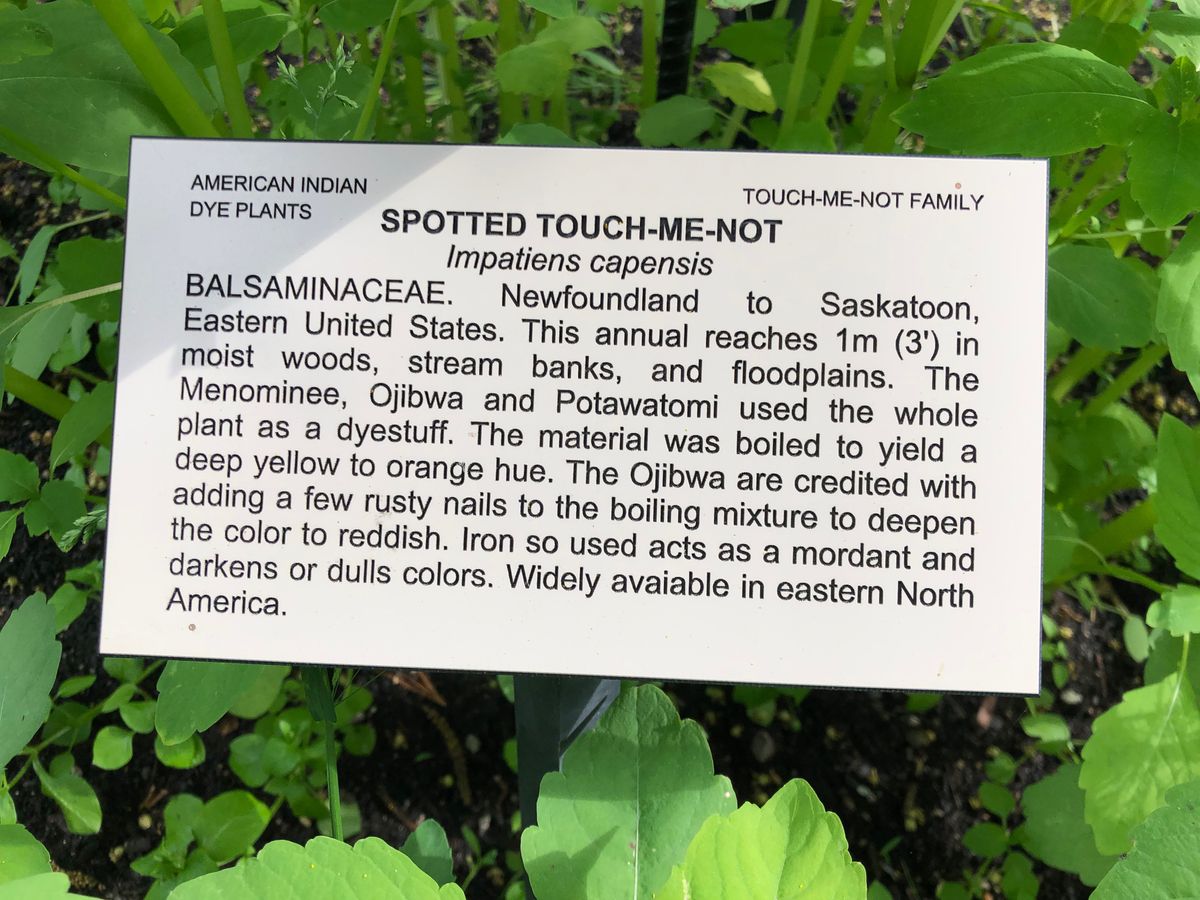 AMERICAN INDIAN
DYE PLANTS
TOUCH-ME-NOT FAMILY
SPOTTED TOUCH-ME-NOT
Impatiens capensis
BALSAMINACEAE. Newfoundland to Saskatoon,
Eastern United States. This annual reaches 1m (3') in
moist woods, stream banks, and floodplains. The
Menominee, Ojibwa and Potawatomi used the whole
plant as a dyestuff. The material was boiled to yield a
deep yellow to orange hue. The Ojibwa are credited with
adding a few rusty nails to the boiling mixture to deepen
the color to reddish. Iron so used acts as a mordant and
darkens or dulls colors. Widely avaiable in eastern North
America.